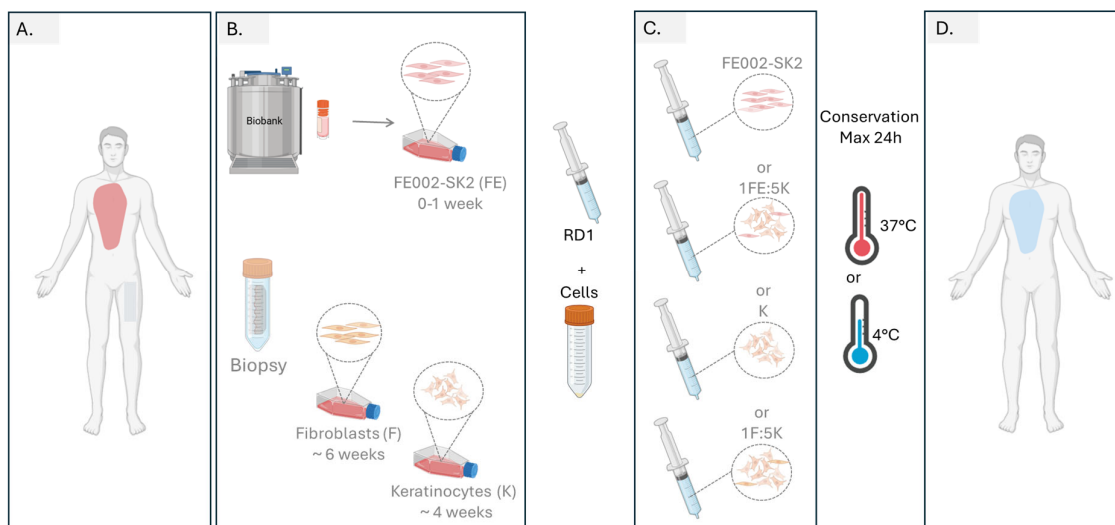 A.
B.
Biobank
FE002-SK2 (FE)
0-1 week
Biopsy
Fibroblasts (F)
~ 6 weeks
Keratinocytes (K)
~ 4 weeks
RD1
+
Cells
C.
FE002-SK2
or
1FE:5K
or
K
or
1F:5K
Conservation
Max 24h
37°C
or
4°C
D.